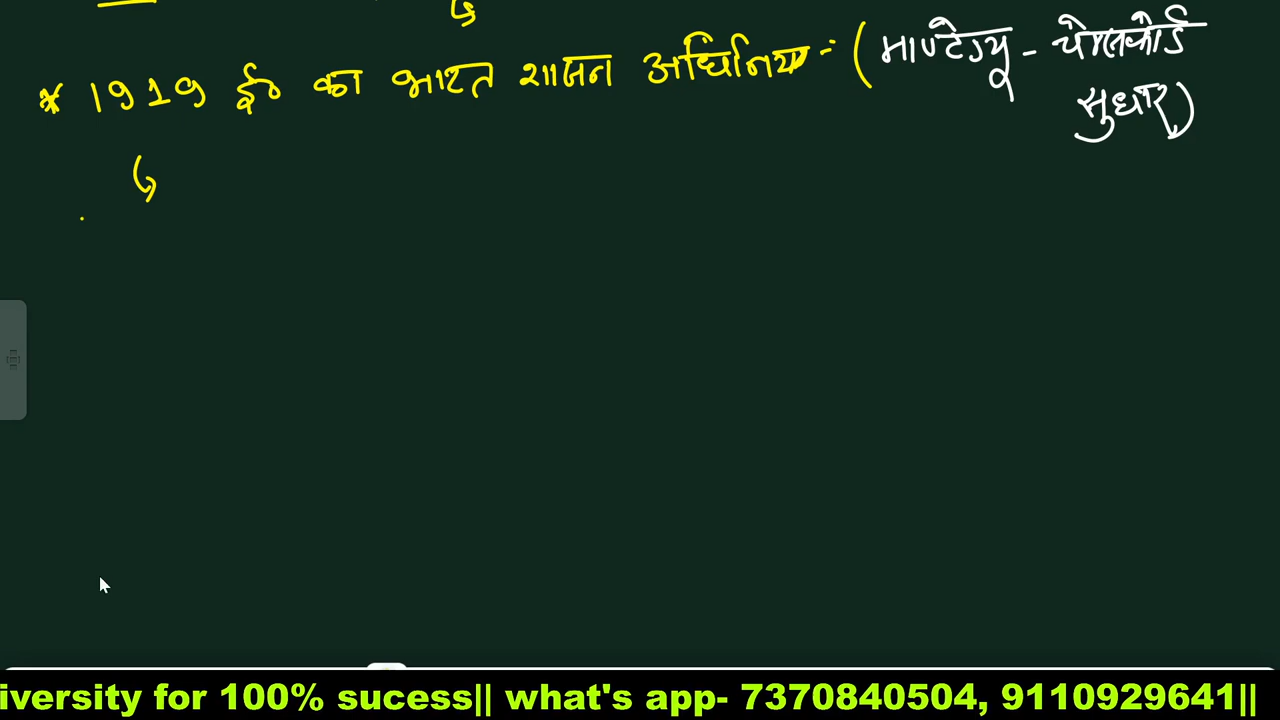 * 1919 ई० का भारत शासन अधिनियम :- ( माण्टेग्यू - चेम्सफोर्ड
सुधार)
iversity for 100% sucess|| what's app- 7370840504, 9110929641||